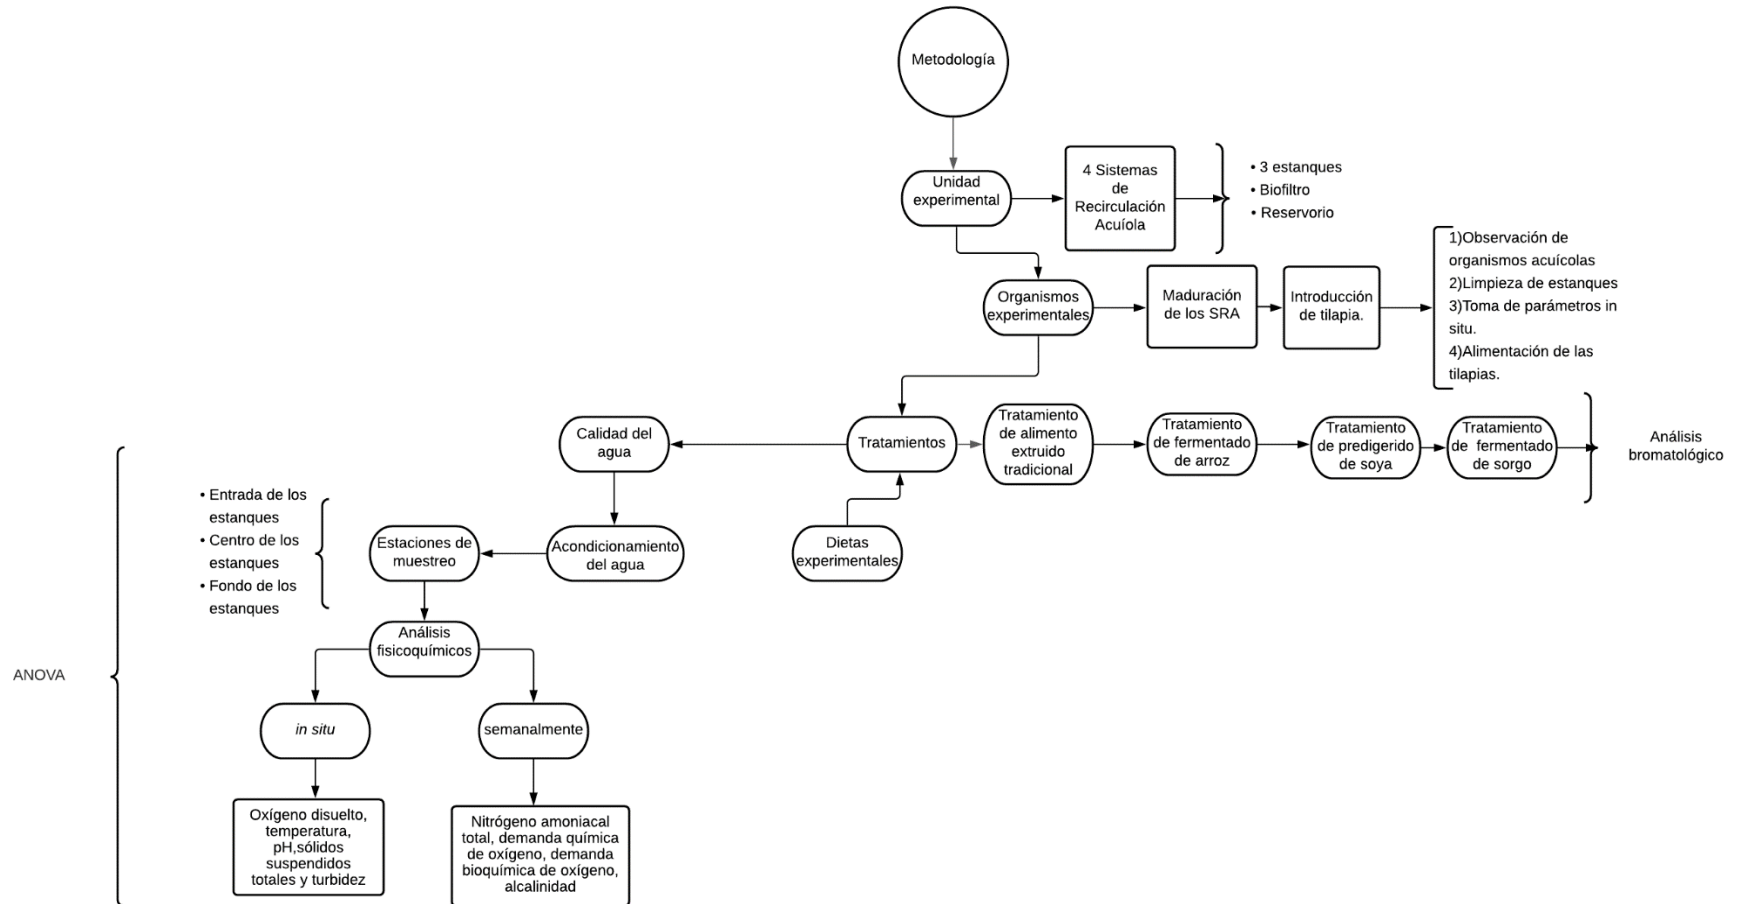 Metodología
Unidad
experimental
4 Sistemas
de
Recirculación
Acuíola
• 3 estanques
• Biofiltro
• Reservorio
Organismos
experimentales
Maduración
de los SRA
Introducción
de tilapia.
1)Observación de
organismos acuícolas
2)Limpieza de estanques
3)Toma de parámetros in
situ.
4)Alimentación de las
tilapias.
Calidad del
agua
Tratamientos
Tratamiento
de alimento
extruido
tradicional
Tratamiento
de fermentado
de arroz
Tratamiento
de predigerido
de soya
Tratamiento
de fermentado
de sorgo
Análisis
bromatológico
• Entrada de los
estanques
• Centro de los
estanques
• Fondo de los
estanques
Estaciones de
muestreo
Acondicionamiento
del agua
Dietas
experimentales
Análisis
fisicoquímicos
ANOVA
in situ
semanalmente
Oxígeno disuelto,
temperatura,
pH,sólidos
suspendidos
totales y turbidez
Nitrógeno amoniacal
total, demanda química
de oxígeno, demanda
bioquímica de oxígeno,
alcalinidad